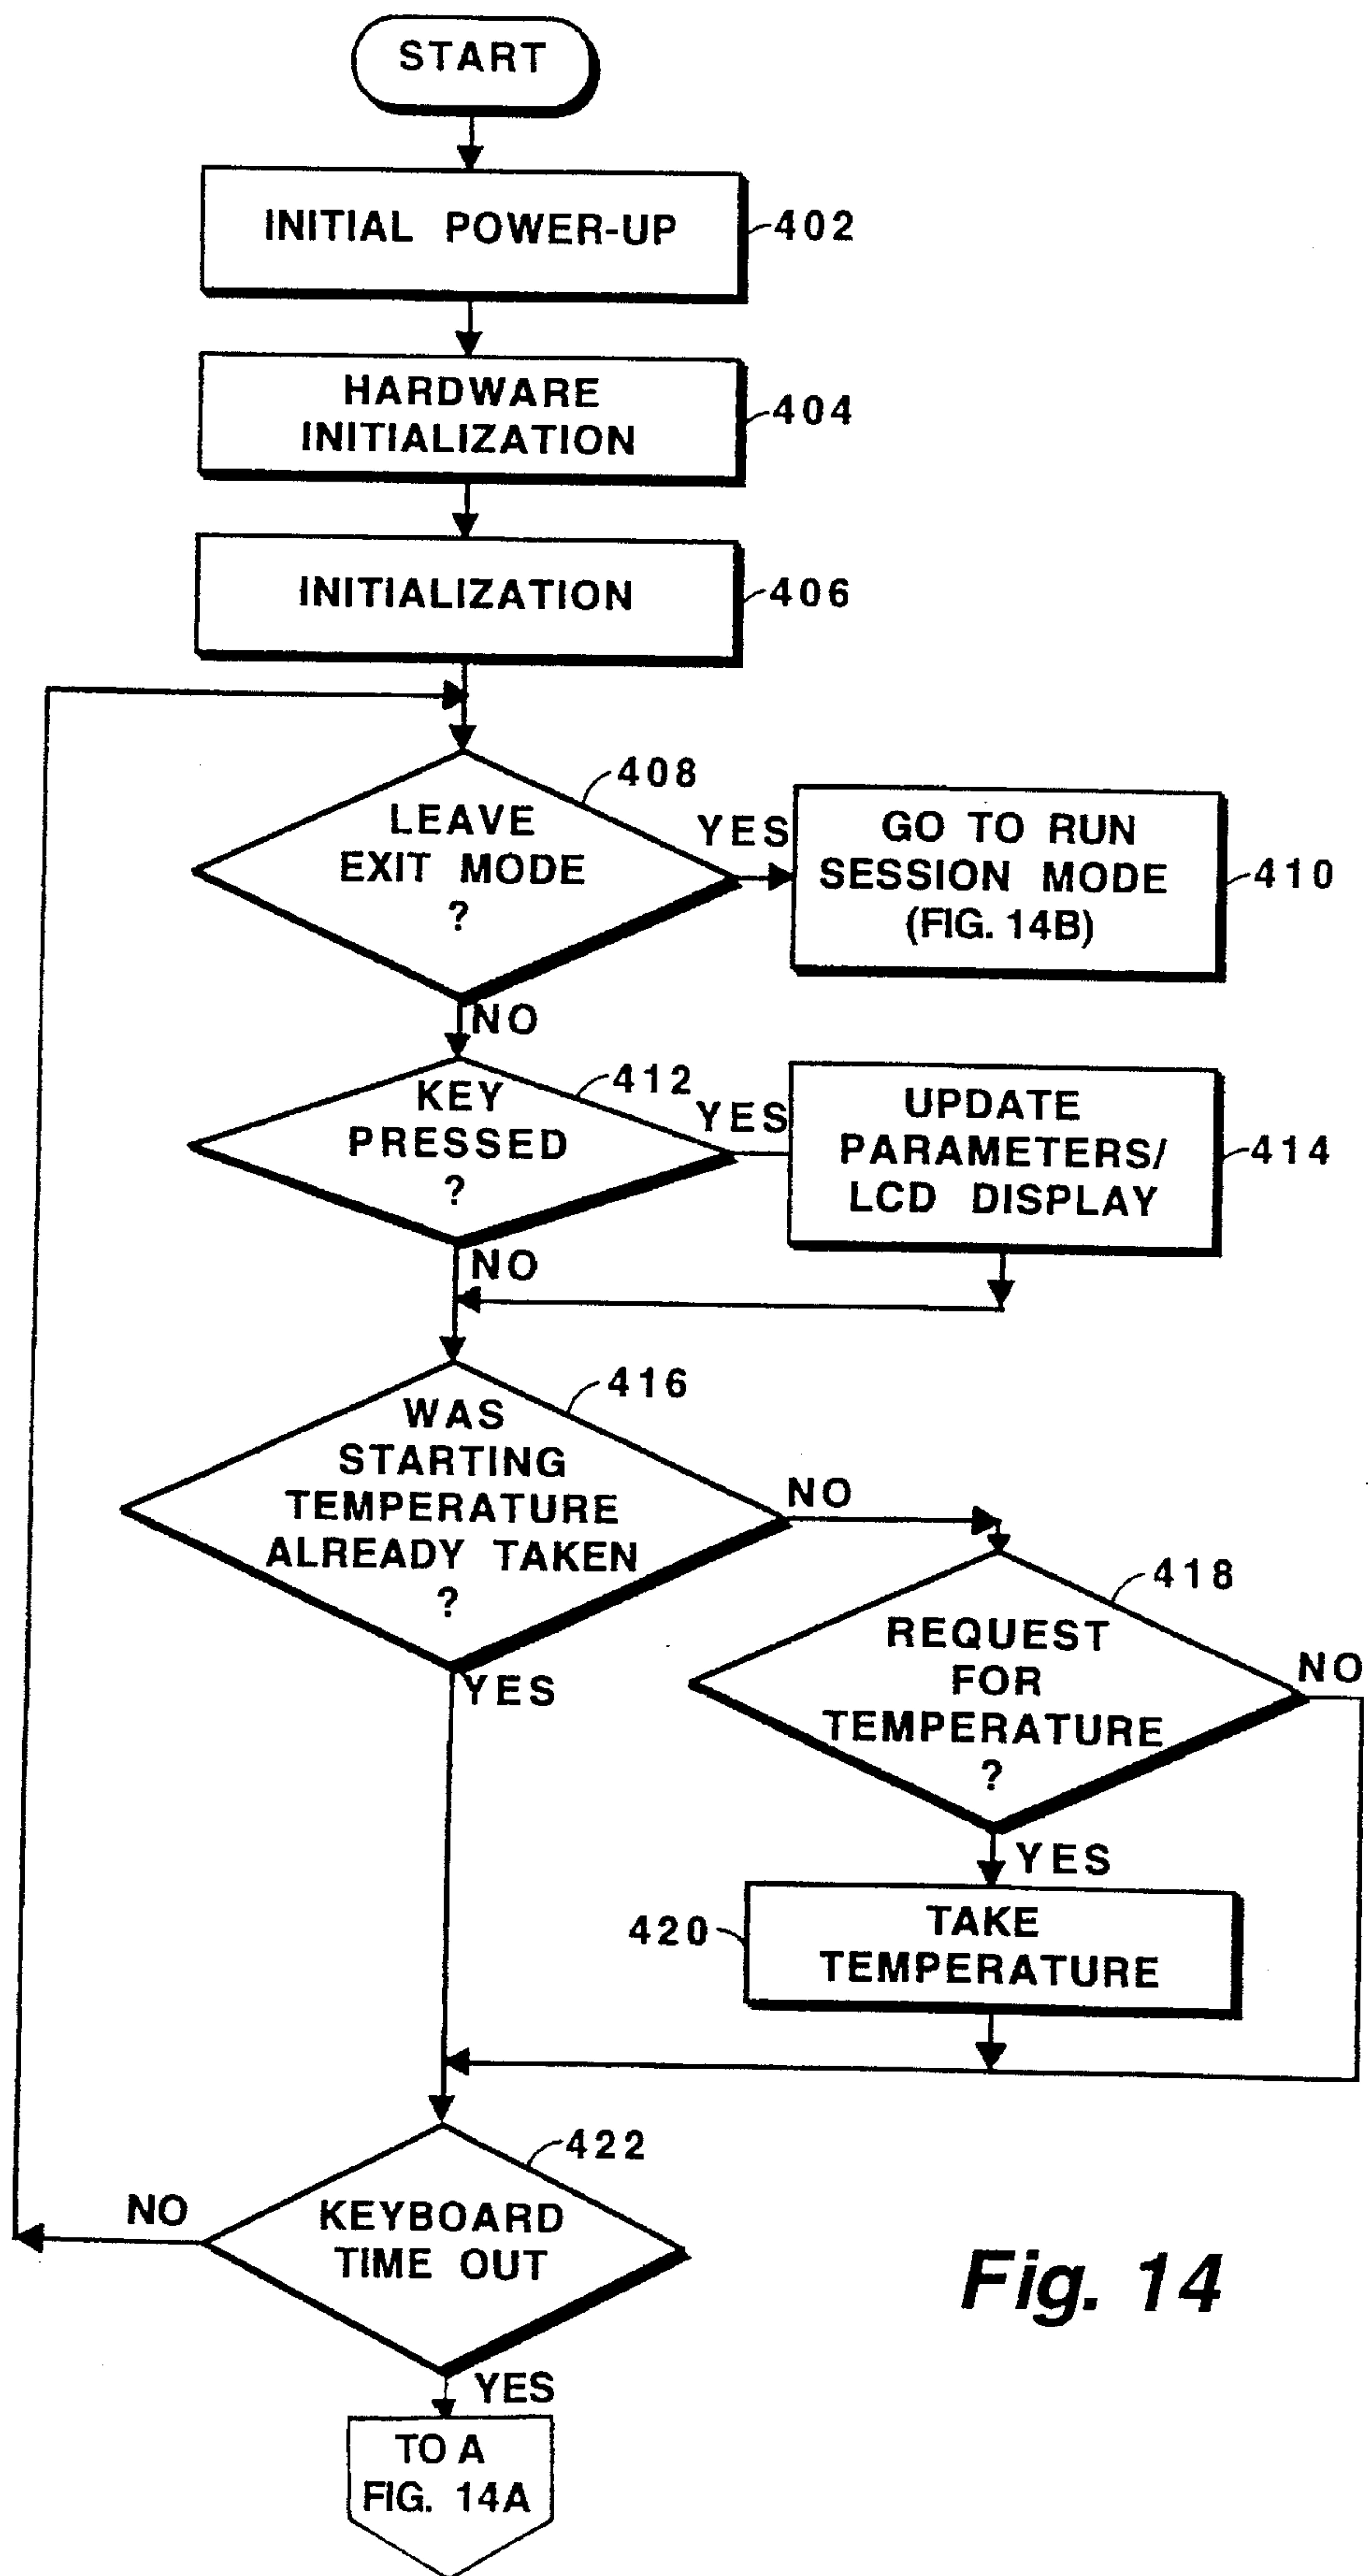 START
INITIAL POWER-UP
402
HARDWARE
INITIALIZATION
404
INITIALIZATION
406
408
LEAVE
EXIT MODE
?
YES
GO TO RUN
SESSION MODE
(FIG. 14B)
410
NO
412
KEY
PRESSED
?
YES
UPDATE
PARAMETERS/
LCD DISPLAY
414
NO
416
WAS
STARTING
TEMPERATURE
ALREADY TAKEN
?
NO
YES
418
REQUEST
FOR
TEMPERATURE
?
NO
YES
420
TAKE
TEMPERATURE
422
KEYBOARD
TIME OUT
NO
YES
TO A
FIG. 14A
Fig. 14